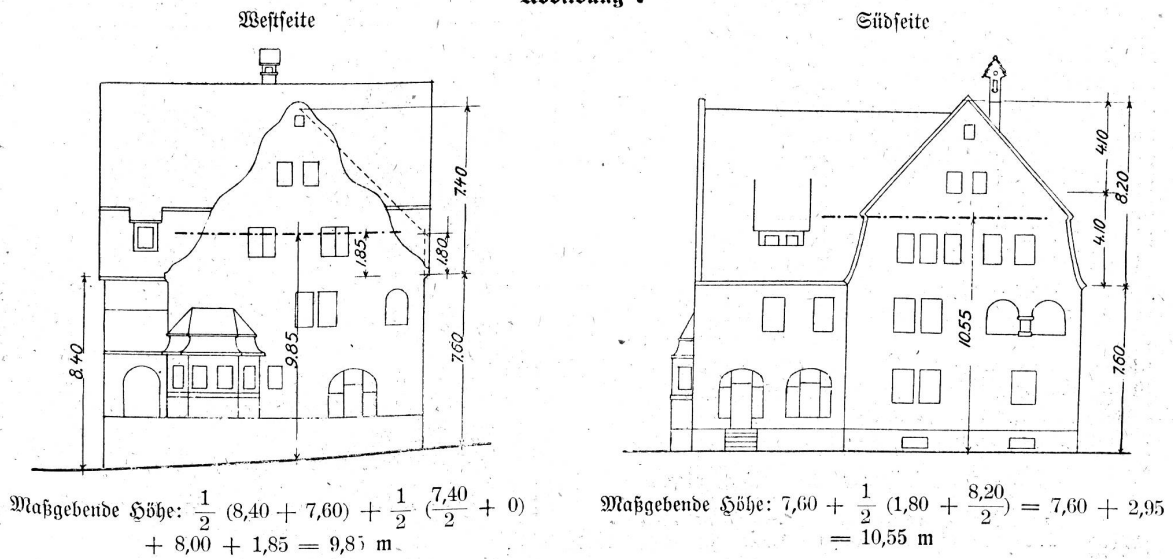 Westseite
Südseite
7.40
1.85
1.80
8.40
9.85
7.60
4.10
8.20
4.10
10.55
7.60
Maßgebende Höhe: 1/2 (8,40 + 7,60) + 1/2 (7,40/2 + 0)
+ 8,00 + 1,85 = 9,85 m
Maßgebende Höhe: 7,60 + 1/2 (1,80 + 8,20/2) = 7,60 + 2,95
= 10,55 m